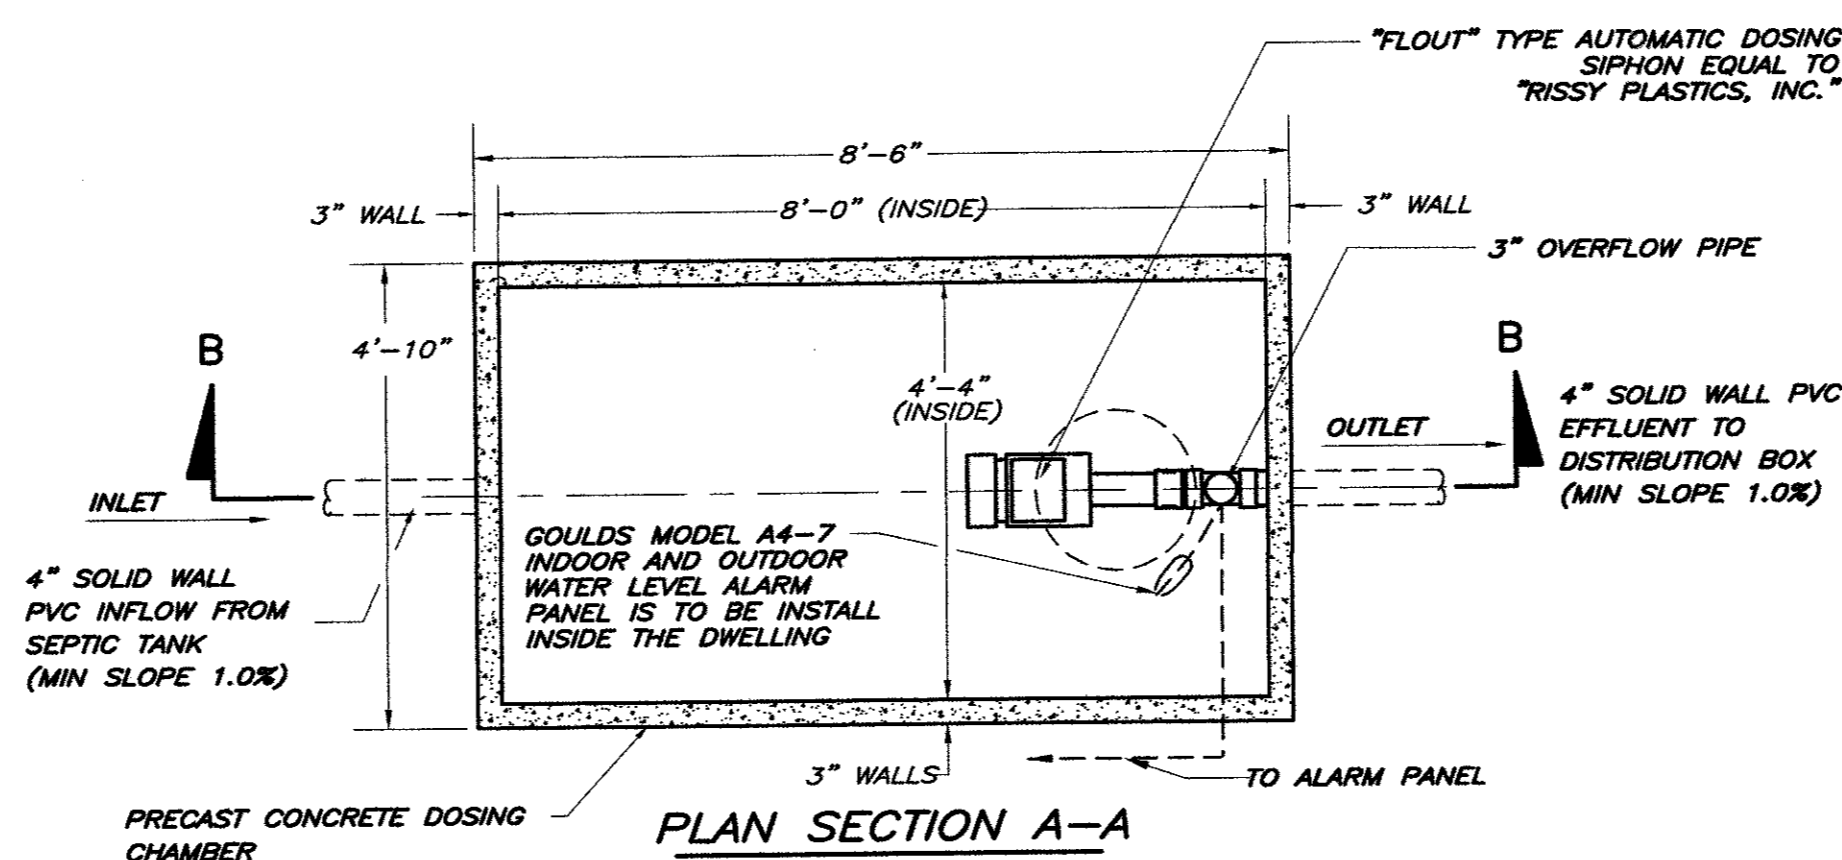 "FLOUT" TYPE AUTOMATIC DOSING
SIPHON EQUAL TO
"RISSY PLASTICS, INC."
8'-6"
3" WALL
8'-0" (INSIDE)
3" WALL
3" OVERFLOW PIPE
B
4'-10"
4'-4"
(INSIDE)
B
4" SOLID WALL PVC
EFFLUENT TO
DISTRIBUTION BOX
(MIN SLOPE 1.0%)
OUTLET
INLET
GOULDS MODEL A4-7
INDOOR AND OUTDOOR
WATER LEVEL ALARM
PANEL IS TO BE INSTALL
INSIDE THE DWELLING
4" SOLID WALL
PVC INFLOW FROM
SEPTIC TANK
(MIN SLOPE 1.0%)
3" WALLS
TO ALARM PANEL
PRECAST CONCRETE DOSING
CHAMBER
PLAN SECTION A-A